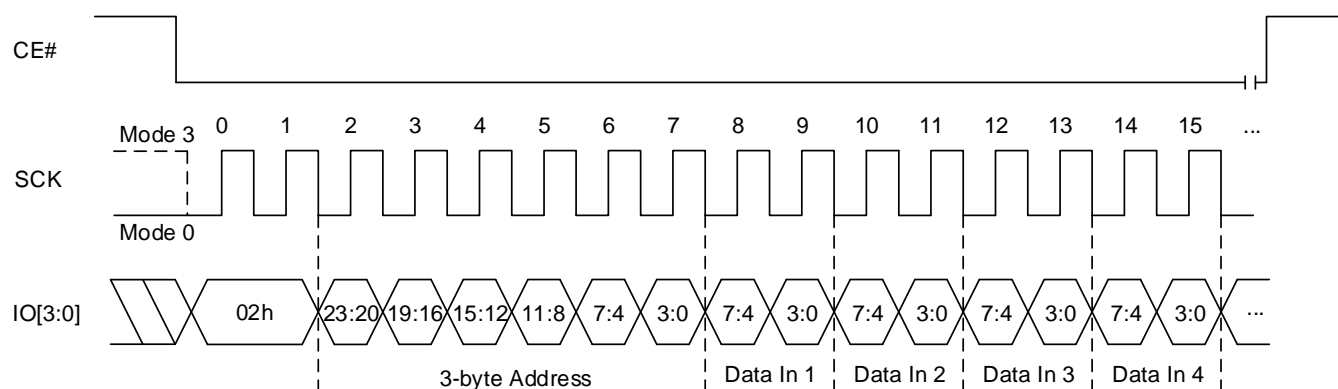 CE#
0 1 2 3 4 5 6 7 8 9 10 11 12 13 14 15 ...
Mode 3
SCK
Mode 0
IO[3:0] 02h 23:20 19:16 15:12 11:8 7:4 3:0 7:4 3:0 7:4 3:0 7:4 3:0 7:4 3:0 ...
3-byte Address Data In 1 Data In 2 Data In 3 Data In 4